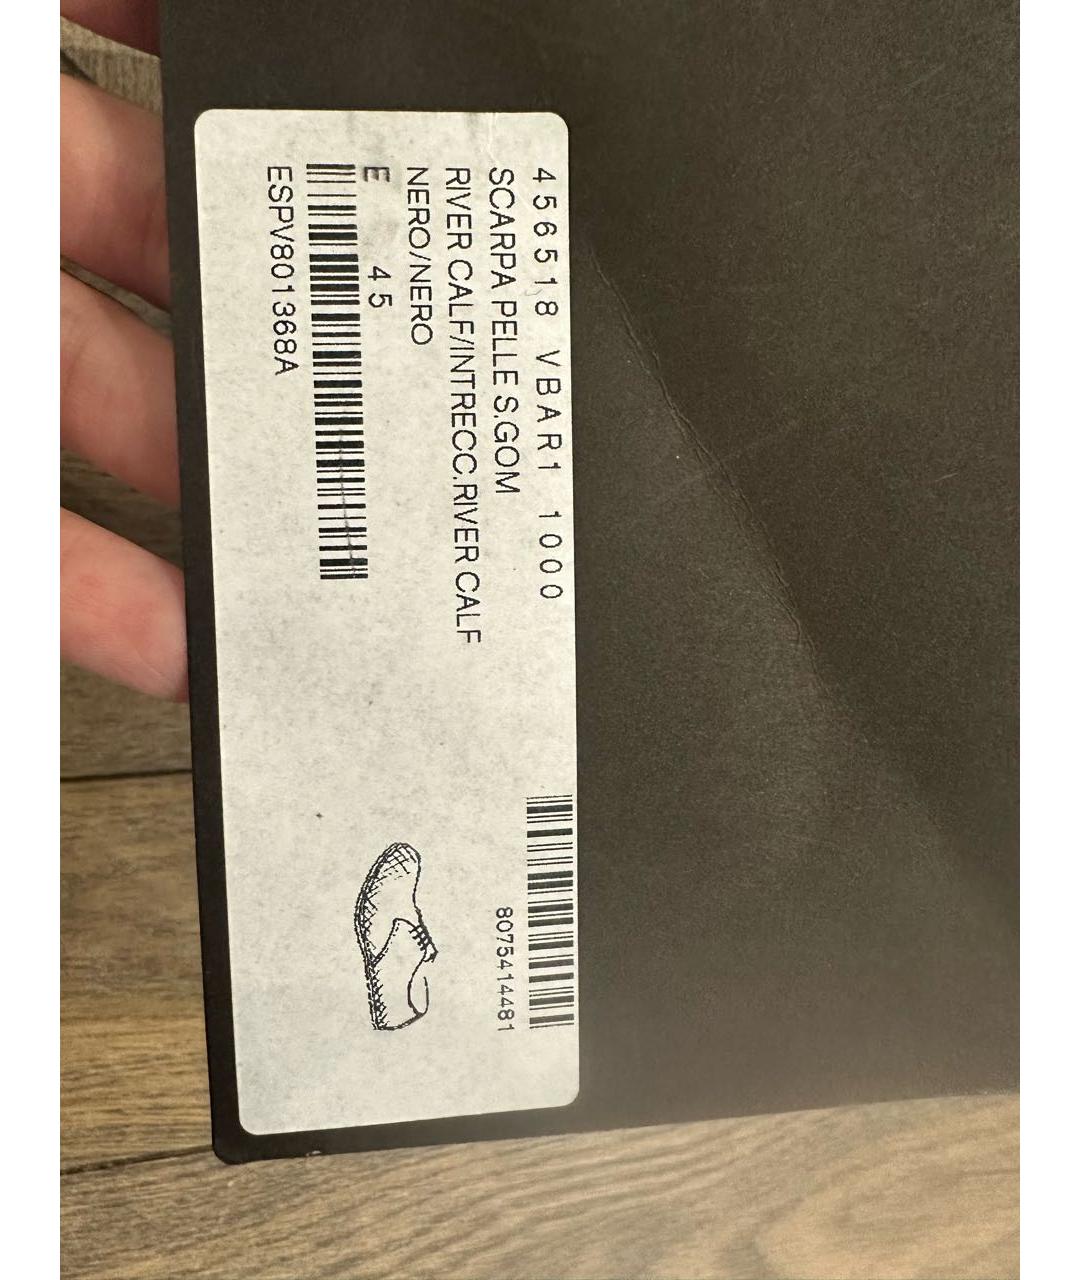 456518 VBAR1 1000
SCARPA PELLE S.GOM
RIVER CALF/INTRECC.RIVER CALF
NERO/NERO
E 45
ESPV801368A
8075414481